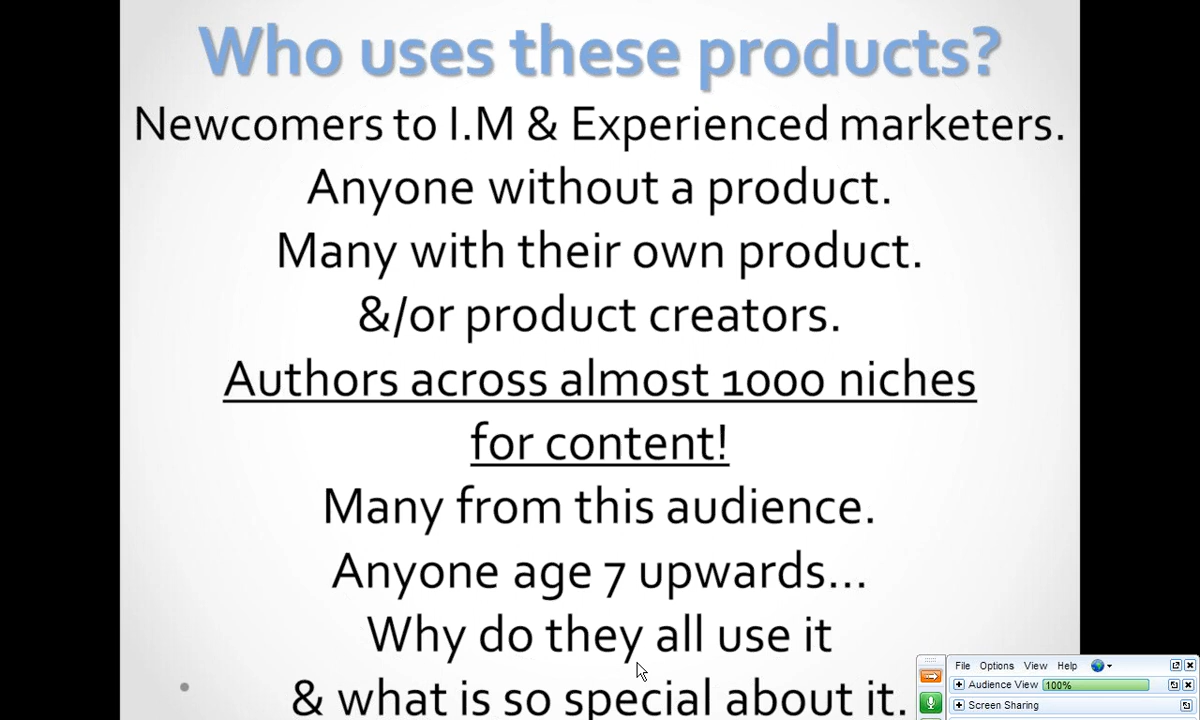 Who uses these products?
Newcomers to I.M & Experienced marketers.
Anyone without a product.
Many with their own product.
&/or product creators.
Authors across almost 1000 niches
for content!
Many from this audience.
Anyone age 7 upwards...
Why do they all use it
& what is so special about it.
File Options View Help
Audience View 100%
Screen Sharing